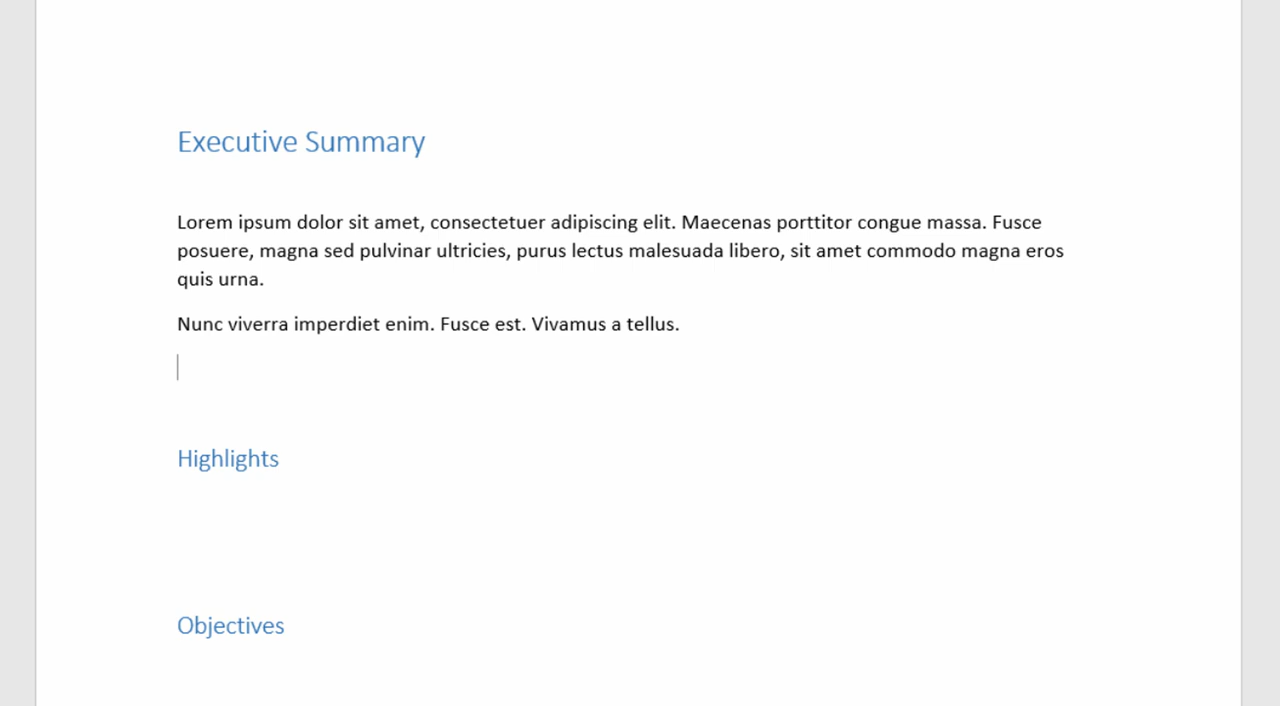 Executive Summary
Lorem ipsum dolor sit amet, consectetuer adipiscing elit. Maecenas porttitor congue massa. Fusce
posuere, magna sed pulvinar ultricies, purus lectus malesuada libero, sit amet commodo magna eros
quis urna.
Nunc viverra imperdiet enim. Fusce est. Vivamus a tellus.
Highlights
Objectives